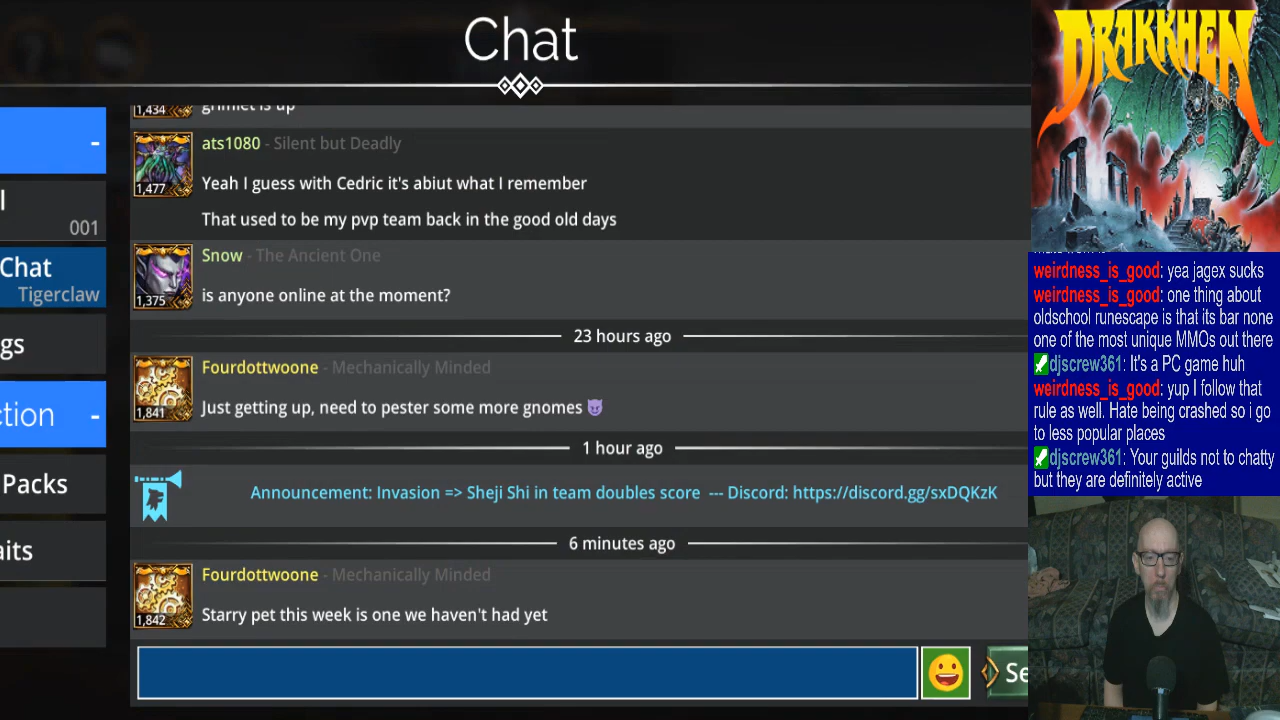 Chat
-
l
001
Chat
Tigerclaw
gs
ction -
Packs
aits
1,434
grimlet is up
ats1080 - Silent but Deadly
1,477
Yeah I guess with Cedric it's abiut what I remember
That used to be my pvp team back in the good old days
Snow - The Ancient One
1,375
is anyone online at the moment?
23 hours ago
Fourdottwoone - Mechanically Minded
1,841
Just getting up, need to pester some more gnomes 😈
1 hour ago
Announcement: Invasion => Sheji Shi in team doubles score --- Discord: https://discord.gg/sxDQKzK
6 minutes ago
Fourdottwoone - Mechanically Minded
1,842
Starry pet this week is one we haven't had yet
Se
DRAKKHEN
weirdness_is_good: yea jagex sucks
weirdness_is_good: one thing about
oldschool runescape is that its bar none
one of the most unique MMOs out there
djscrew361: It's a PC game huh
weirdness_is_good: yup I follow that
rule as well. Hate being crashed so i go
to less popular places
djscrew361: Your guilds not to chatty
but they are definitely active